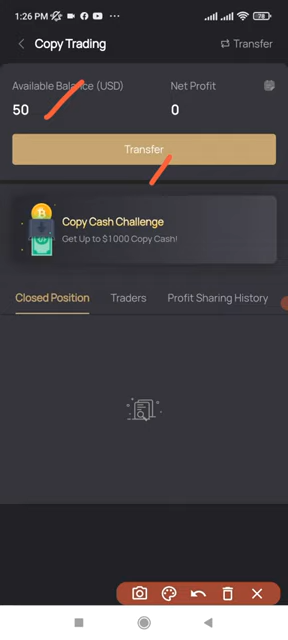 1:26 PM
78
Copy Trading
Transfer
Available Balance (USD)
Net Profit
50
0
Transfer
Copy Cash Challenge
Get Up to $1000 Copy Cash!
Closed Position
Traders
Profit Sharing History